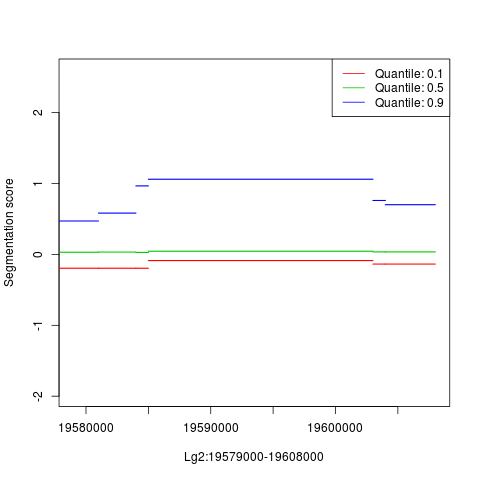 Quantile: 0.1
Quantile: 0.5
Quantile: 0.9
Segmentation score
2
1
0
-1
-2
19580000 19590000 19600000
Lg2:19579000-19608000